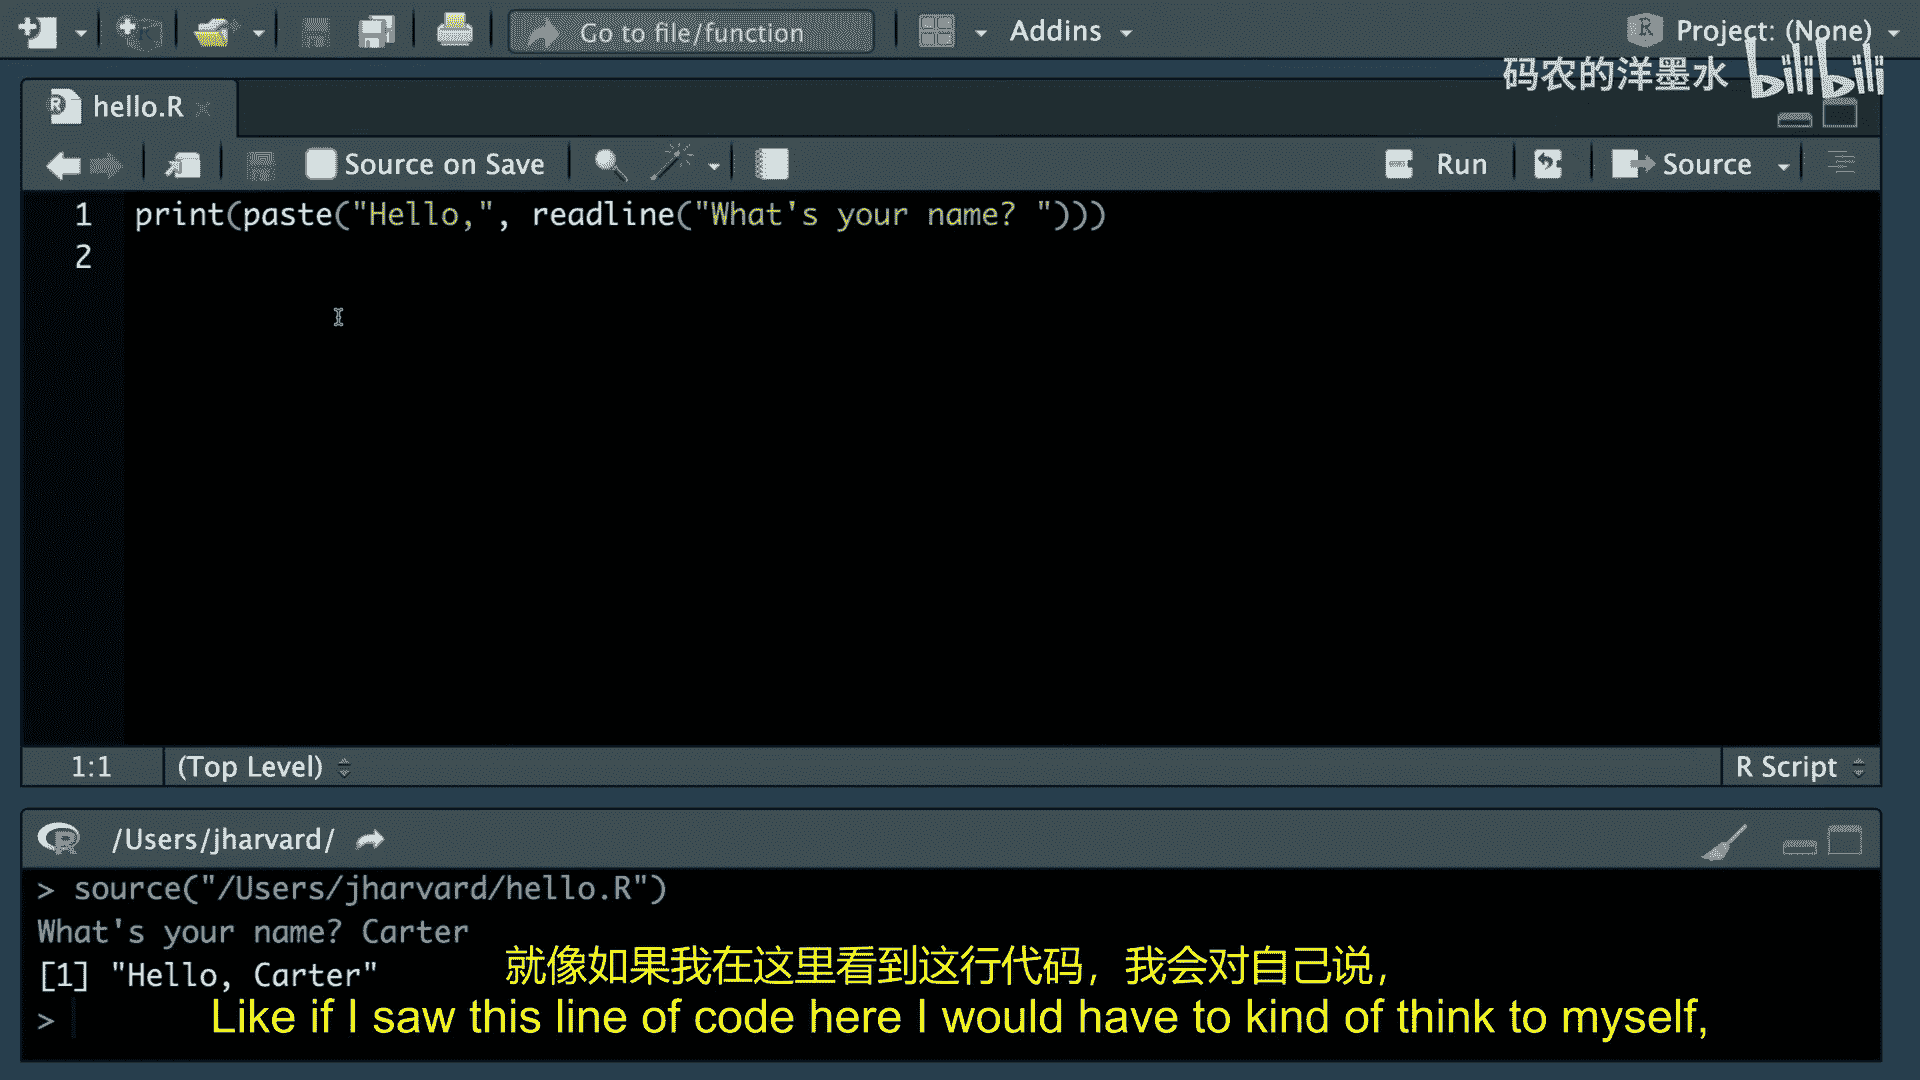 Go to file/function
Addins
Project: (None)
码农的洋墨水 bilibili
hello.R
Source on Save
Run
Source
1 print(paste("Hello,", readline("What's your name? ")))
2
1:1
(Top Level)
R Script
/Users/jharvard/
> source("/Users/jharvard/hello.R")
What's your name? Carter
[1] "Hello, Carter"
>
就像如果我在这里看到这行代码，我会对自己说，
Like if I saw this line of code here I would have to kind of think to myself,